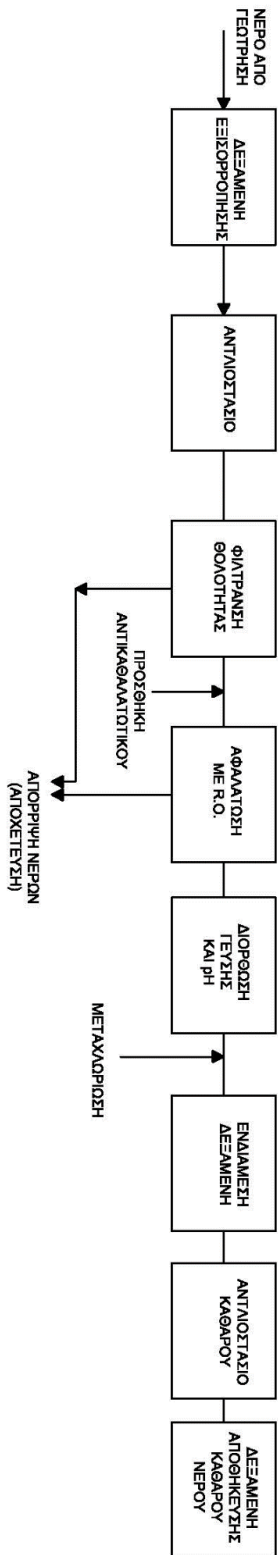 ΝΕΡΟ ΑΠΟ
ΓΕΩΤΡΗΣΗ
ΔΕΞΑΜΕΝΗ
ΕΞΙΣΟΡΡΟΠΗΣΗΣ
ΑΝΤΛΙΟΣΤΑΣΙΟ
ΦΙΛΤΡΑΝΣΗ
ΘΟΛΟΤΗΤΑΣ
ΠΡΟΣΘΗΚΗ
ΑΝΤΙΚΑΘΑΛΑΤΩΤΙΚΟΥ
ΑΦΑΛΑΤΩΣΗ
ΜΕ R.O.
ΑΠΟΡΡΙΨΗ ΝΕΡΩΝ
(ΑΠΟΧΕΤΕΥΣΗ)
ΔΙΟΡΘΩΣΗ
ΓΕΥΣΗΣ
ΚΑΙ pH
ΜΕΤΑΧΛΩΡΙΩΣΗ
ΕΝΔΙΑΜΕΣΗ
ΔΕΞΑΜΕΝΗ
ΑΝΤΛΙΟΣΤΑΣΙΟ
ΚΑΘΑΡΟΥ
ΔΕΞΑΜΕΝΗ
ΑΠΟΘΗΚΕΥΣΗΣ
ΚΑΘΑΡΟΥ
ΝΕΡΟΥ